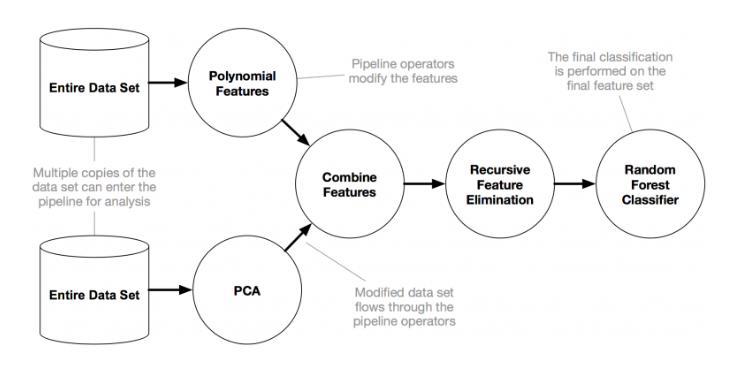 Entire Data Set
Polynomial
Features
Pipeline operators
modify the features
The final classification
is performed on the
final feature set
Multiple copies of the
data set can enter the
pipeline for analysis
Combine
Features
Recursive
Feature
Elimination
Random
Forest
Classifier
Entire Data Set
PCA
Modified data set
flows through the
pipeline operators